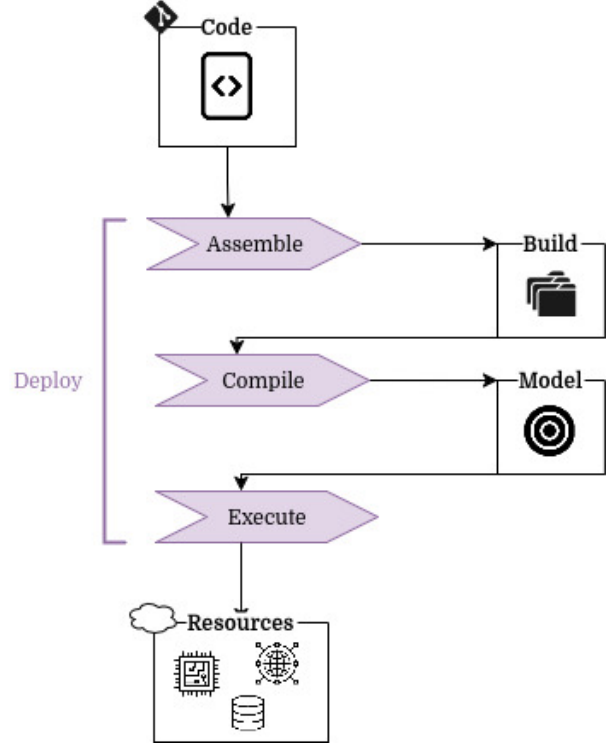 Code
Assemble
Build
Deploy
Compile
Model
Execute
Resources